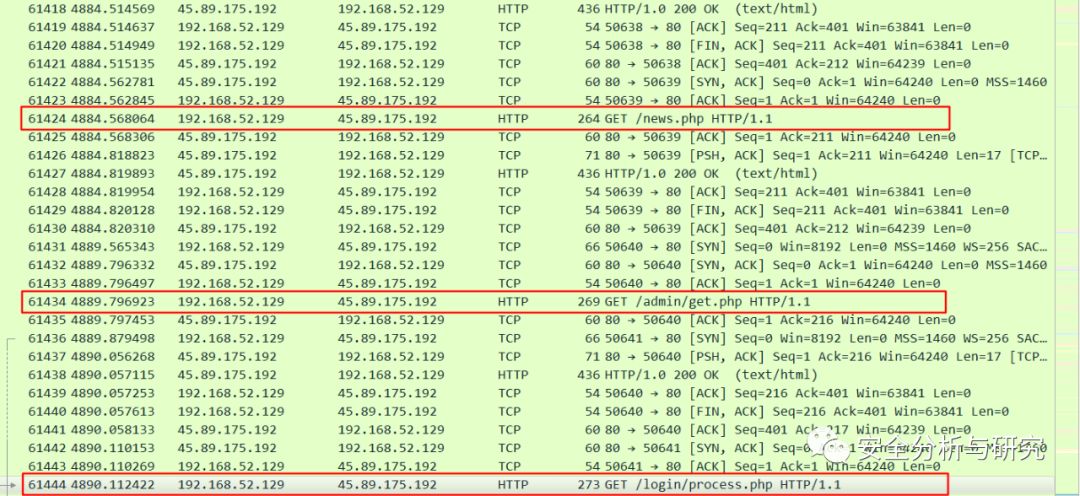 61418 4884.514569 45.89.175.192 192.168.52.129 HTTP 436 HTTP/1.0 200 OK (text/html)
61419 4884.514637 192.168.52.129 45.89.175.192 TCP 54 50638 → 80 [ACK] Seq=211 Ack=401 Win=63841 Len=0
61420 4884.514949 192.168.52.129 45.89.175.192 TCP 54 50638 → 80 [FIN, ACK] Seq=211 Ack=401 Win=63841 Len=0
61421 4884.515135 45.89.175.192 192.168.52.129 TCP 60 80 → 50638 [ACK] Seq=401 Ack=212 Win=64239 Len=0
61422 4884.562781 45.89.175.192 192.168.52.129 TCP 60 80 → 50639 [SYN, ACK] Seq=0 Ack=1 Win=64240 Len=0 MSS=1460
61423 4884.562845 192.168.52.129 45.89.175.192 TCP 54 50639 → 80 [ACK] Seq=1 Ack=1 Win=64240 Len=0
61424 4884.568064 192.168.52.129 45.89.175.192 HTTP 264 GET /news.php HTTP/1.1
61425 4884.568306 45.89.175.192 192.168.52.129 TCP 60 80 → 50639 [ACK] Seq=1 Ack=211 Win=64240 Len=0
61426 4884.818823 45.89.175.192 192.168.52.129 TCP 71 80 → 50639 [PSH, ACK] Seq=1 Ack=211 Win=64240 Len=17 [TCP…
61427 4884.819893 45.89.175.192 192.168.52.129 HTTP 436 HTTP/1.0 200 OK (text/html)
61428 4884.819954 192.168.52.129 45.89.175.192 TCP 54 50639 → 80 [ACK] Seq=211 Ack=401 Win=63841 Len=0
61429 4884.820128 192.168.52.129 45.89.175.192 TCP 54 50639 → 80 [FIN, ACK] Seq=211 Ack=401 Win=63841 Len=0
61430 4884.820310 45.89.175.192 192.168.52.129 TCP 60 80 → 50639 [ACK] Seq=401 Ack=212 Win=64239 Len=0
61431 4889.565343 192.168.52.129 45.89.175.192 TCP 66 50640 → 80 [SYN] Seq=0 Win=8192 Len=0 MSS=1460 WS=256 SAC…
61432 4889.796332 45.89.175.192 192.168.52.129 TCP 60 80 → 50640 [SYN, ACK] Seq=0 Ack=1 Win=64240 Len=0 MSS=1460
61433 4889.796497 192.168.52.129 45.89.175.192 TCP 54 50640 → 80 [ACK] Seq=1 Ack=1 Win=64240 Len=0
61434 4889.796923 192.168.52.129 45.89.175.192 HTTP 269 GET /admin/get.php HTTP/1.1
61435 4889.797453 45.89.175.192 192.168.52.129 TCP 60 80 → 50640 [ACK] Seq=1 Ack=216 Win=64240 Len=0
61436 4889.879498 192.168.52.129 45.89.175.192 TCP 66 50641 → 80 [SYN] Seq=0 Win=8192 Len=0 MSS=1460 WS=256 SAC…
61437 4890.056268 45.89.175.192 192.168.52.129 TCP 71 80 → 50640 [PSH, ACK] Seq=1 Ack=216 Win=64240 Len=17 [TCP…
61438 4890.057115 45.89.175.192 192.168.52.129 HTTP 436 HTTP/1.0 200 OK (text/html)
61439 4890.057253 192.168.52.129 45.89.175.192 TCP 54 50640 → 80 [ACK] Seq=216 Ack=401 Win=63841 Len=0
61440 4890.057613 192.168.52.129 45.89.175.192 TCP 54 50640 → 80 [FIN, ACK] Seq=216 Ack=401 Win=63841 Len=0
61441 4890.058133 45.89.175.192 192.168.52.129 TCP 60 80 → 50640 [ACK] Seq=401 Ack=217 Win=64239 Len=0
61442 4890.110153 45.89.175.192 192.168.52.129 TCP 60 80 → 50641 [SYN, ACK] Seq=0 Ack=1 Win=64240 Len=0 MSS=1460
61443 4890.110269 192.168.52.129 45.89.175.192 TCP 54 50641 → 80 [ACK] Seq=1 Ack=1 Win=64240 Len=0
安全分析与研究
61444 4890.112422 192.168.52.129 45.89.175.192 HTTP 273 GET /login/process.php HTTP/1.1